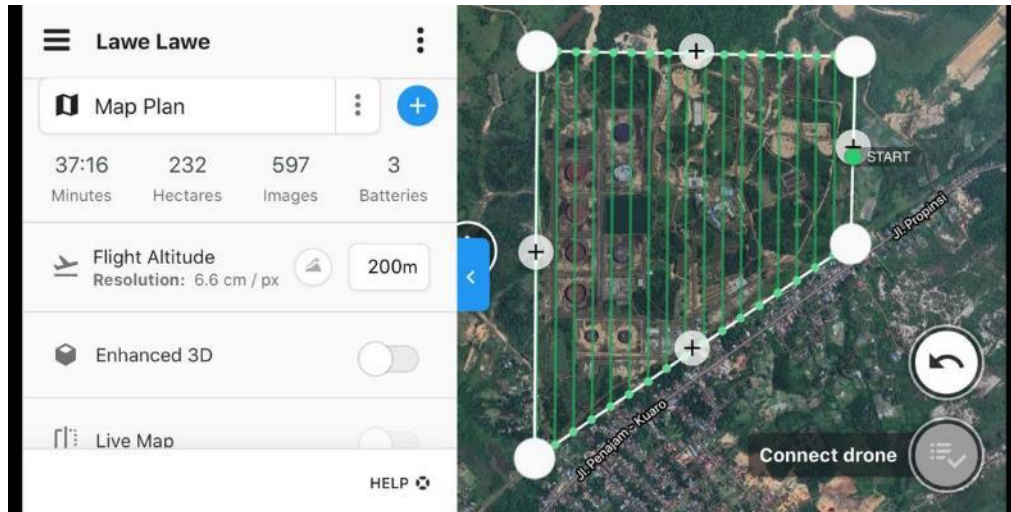 Lawe Lawe
Map Plan
37:16 232 597 3
Minutes Hectares Images Batteries
Flight Altitude
Resolution: 6.6 cm / px
200m
Enhanced 3D
Live Map
HELP
START
Jl. Propinsi
Jl. Penajam - Kuaro
Connect drone